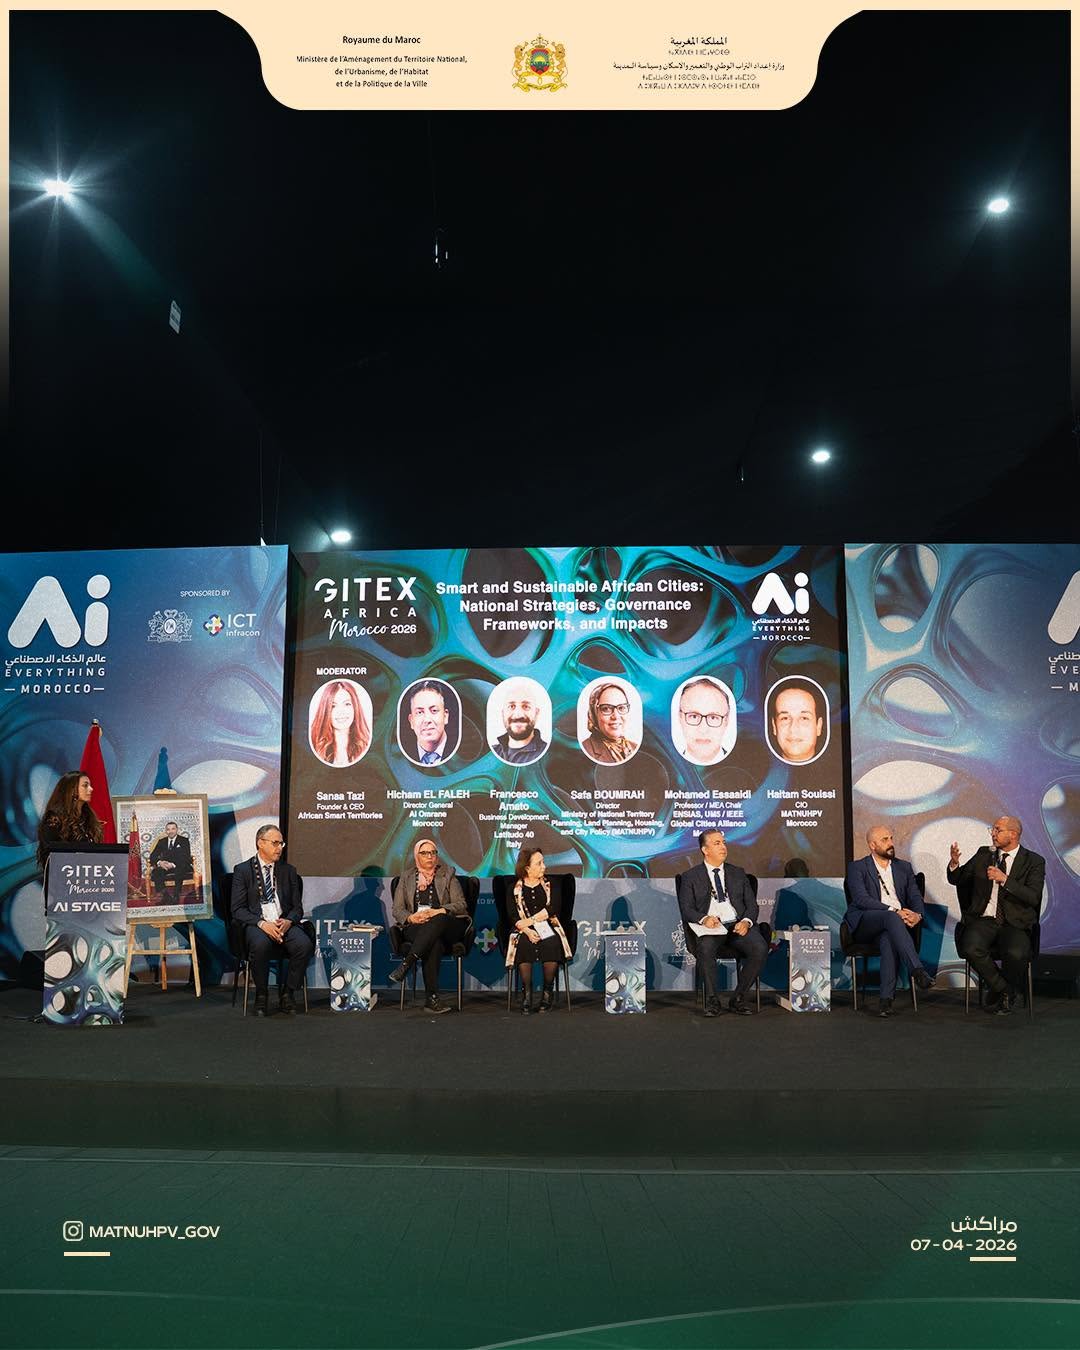 Royaume du Maroc
Ministère de l'Aménagement du Territoire National,
de l'Urbanisme, de l'Habitat
et de la Politique de la Ville
المملكة المغربية
وزارة إعداد التراب الوطني والتعمير والإسكان وسياسة المدينة
Ai
عالم الذكاء الاصطناعي
EVERYTHING
— MOROCCO —
SPONSORED BY
ICT
infracon
GITEX
AFRICA
Morocco 2026
Smart and Sustainable African Cities:
National Strategies, Governance
Frameworks, and Impacts
Ai
عالم الذكاء الاصطناعي
EVERYTHING
— MOROCCO —
MODERATOR
Sanaa Tazi
Founder & CEO
African Smart Territories
Hicham EL FALEH
Director General
Al Omrane
Morocco
Francesco
Amato
Business Development
Manager
Latitudo 40
Italy
Safa BOUMRAH
Director
Ministry of National Territory
Planning, Land Planning, Housing,
and City Policy (MATNUHPV)
Mohamed Essaaidi
Professor / MEA Chair
ENSIAS, UM5 / IEEE
Global Cities Alliance
Haitam Souissi
CIO
MATNUHPV
Morocco
GITEX
AFRICA
Morocco 2026
AI STAGE
GITEX
GITEX
GITEX
MATNUHPV_GOV
مراكش
07-04-2026